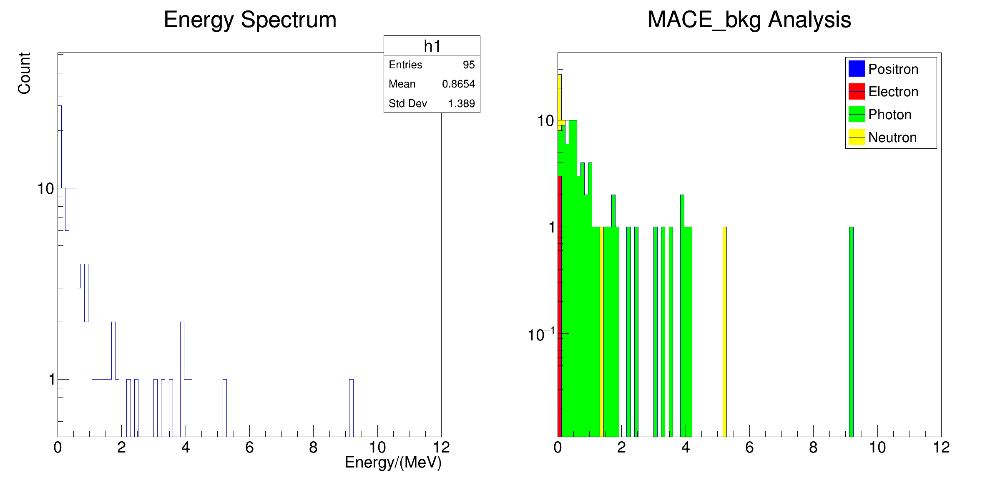 Energy Spectrum
Count
h1
Entries 95
Mean 0.8654
Std Dev 1.389
10
1
0 2 4 6 8 10 12
Energy/(MeV)
MACE_bkg Analysis
Positron
Electron
Photon
Neutron
10
1
10⁻¹
0 2 4 6 8 10 12